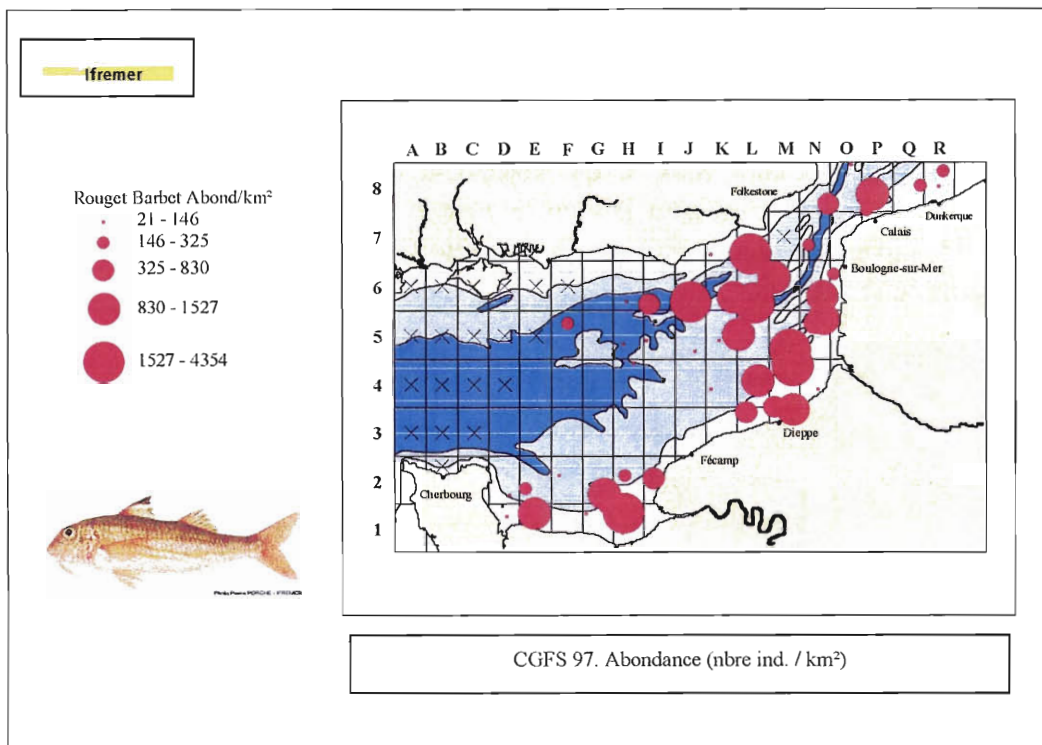 Ifremer
Rouget Barbet Abond/km²
21 - 146
146 - 325
325 - 830
830 - 1527
1527 - 4354
A B C D E F G H I J K L M N O P Q R
8
7
6
5
4
3
2
1
Folkestone
Dunkerque
Calais
Boulogne-sur-Mer
Dieppe
Fécamp
Cherbourg
CGFS 97. Abondance (nbre ind. / km²)